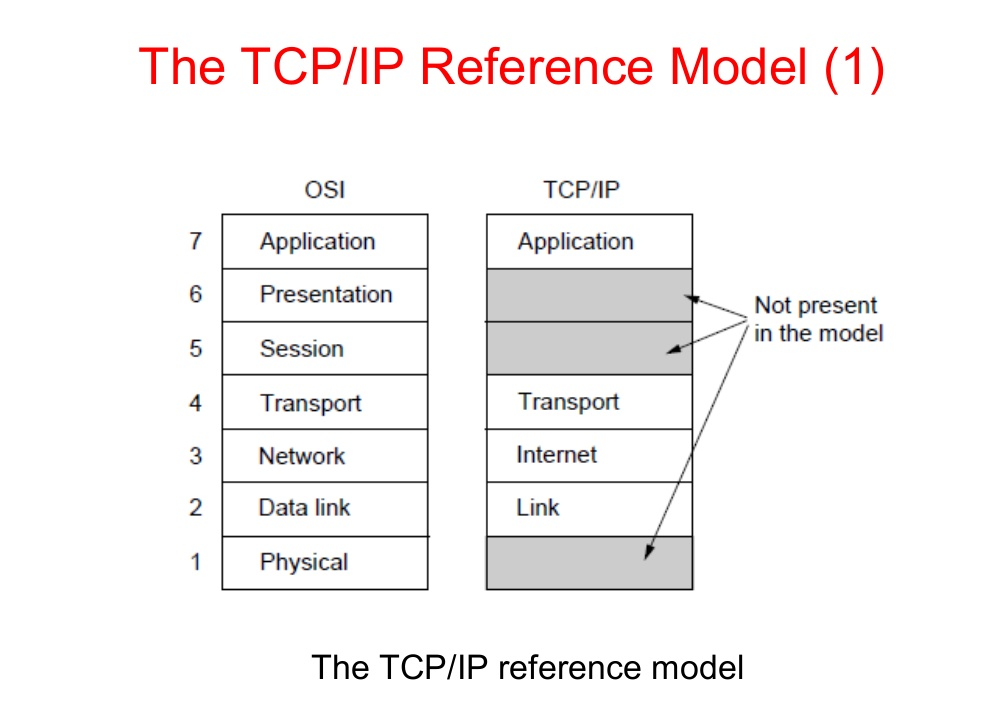 The TCP/IP Reference Model (1)
OSI
TCP/IP
7 Application Application
6 Presentation
5 Session
Not present
in the model
4 Transport Transport
3 Network Internet
2 Data link Link
1 Physical
The TCP/IP reference model